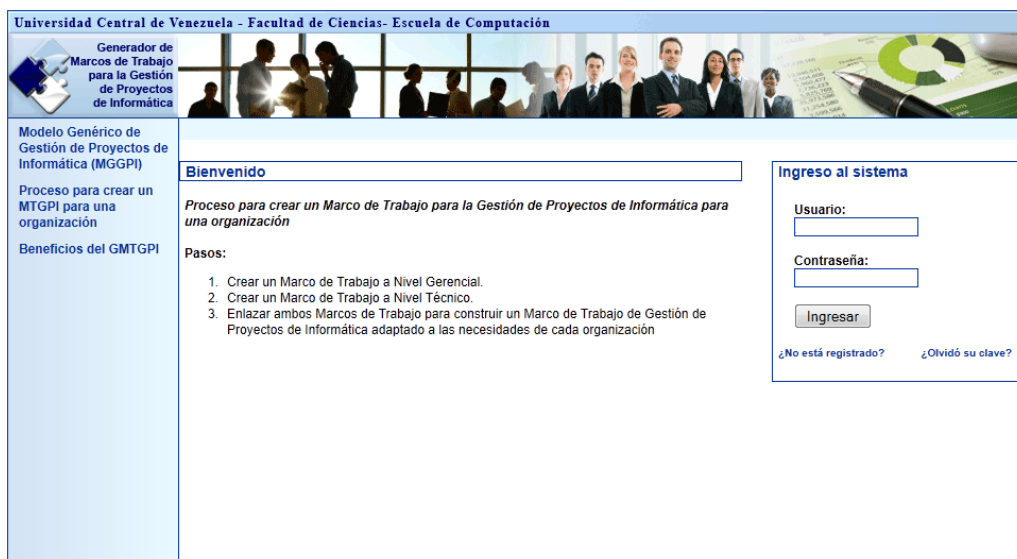 Universidad Central de Venezuela - Facultad de Ciencias- Escuela de Computación
Generador de
Marcos de Trabajo
para la Gestión
de Proyectos
de Informática
Modelo Genérico de
Gestión de Proyectos de
Informática (MGGPI)
Proceso para crear un
MTGPI para una
organización
Beneficios del GMTGPI
Bienvenido
Proceso para crear un Marco de Trabajo para la Gestión de Proyectos de Informática para
una organización
Pasos:
1. Crear un Marco de Trabajo a Nivel Gerencial.
2. Crear un Marco de Trabajo a Nivel Técnico.
3. Enlazar ambos Marcos de Trabajo para construir un Marco de Trabajo de Gestión de
Proyectos de Informática adaptado a las necesidades de cada organización
Ingreso al sistema
Usuario:
Contraseña:
Ingresar
¿No está registrado? ¿Olvidó su clave?